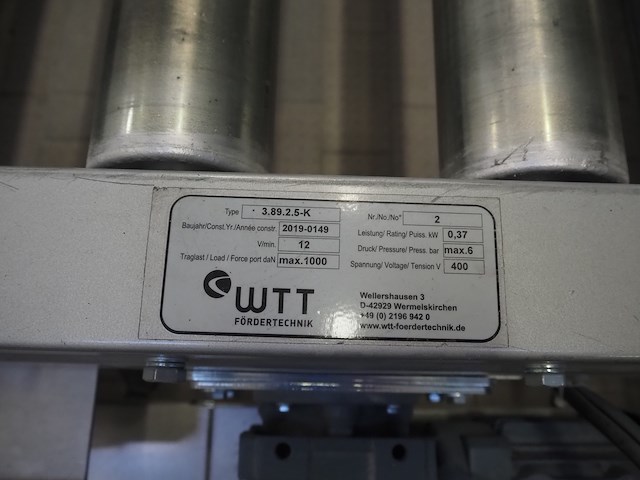 Type 3.89.2.5-K Nr./No./No° 2
Baujahr/Const.Yr./Année constr. 2019-0149 Leistung/ Rating/ Puiss. kW 0,37
V/min. 12 Druck/ Pressure/ Press. bar max.6
Traglast / Load / Force port daN max.1000 Spannung/ Voltage/ Tension V 400
WTT
FÖRDERTECHNIK
Wellershausen 3
D-42929 Wermelskirchen
+49 (0) 2196 942 0
www.wtt-foerdertechnik.de